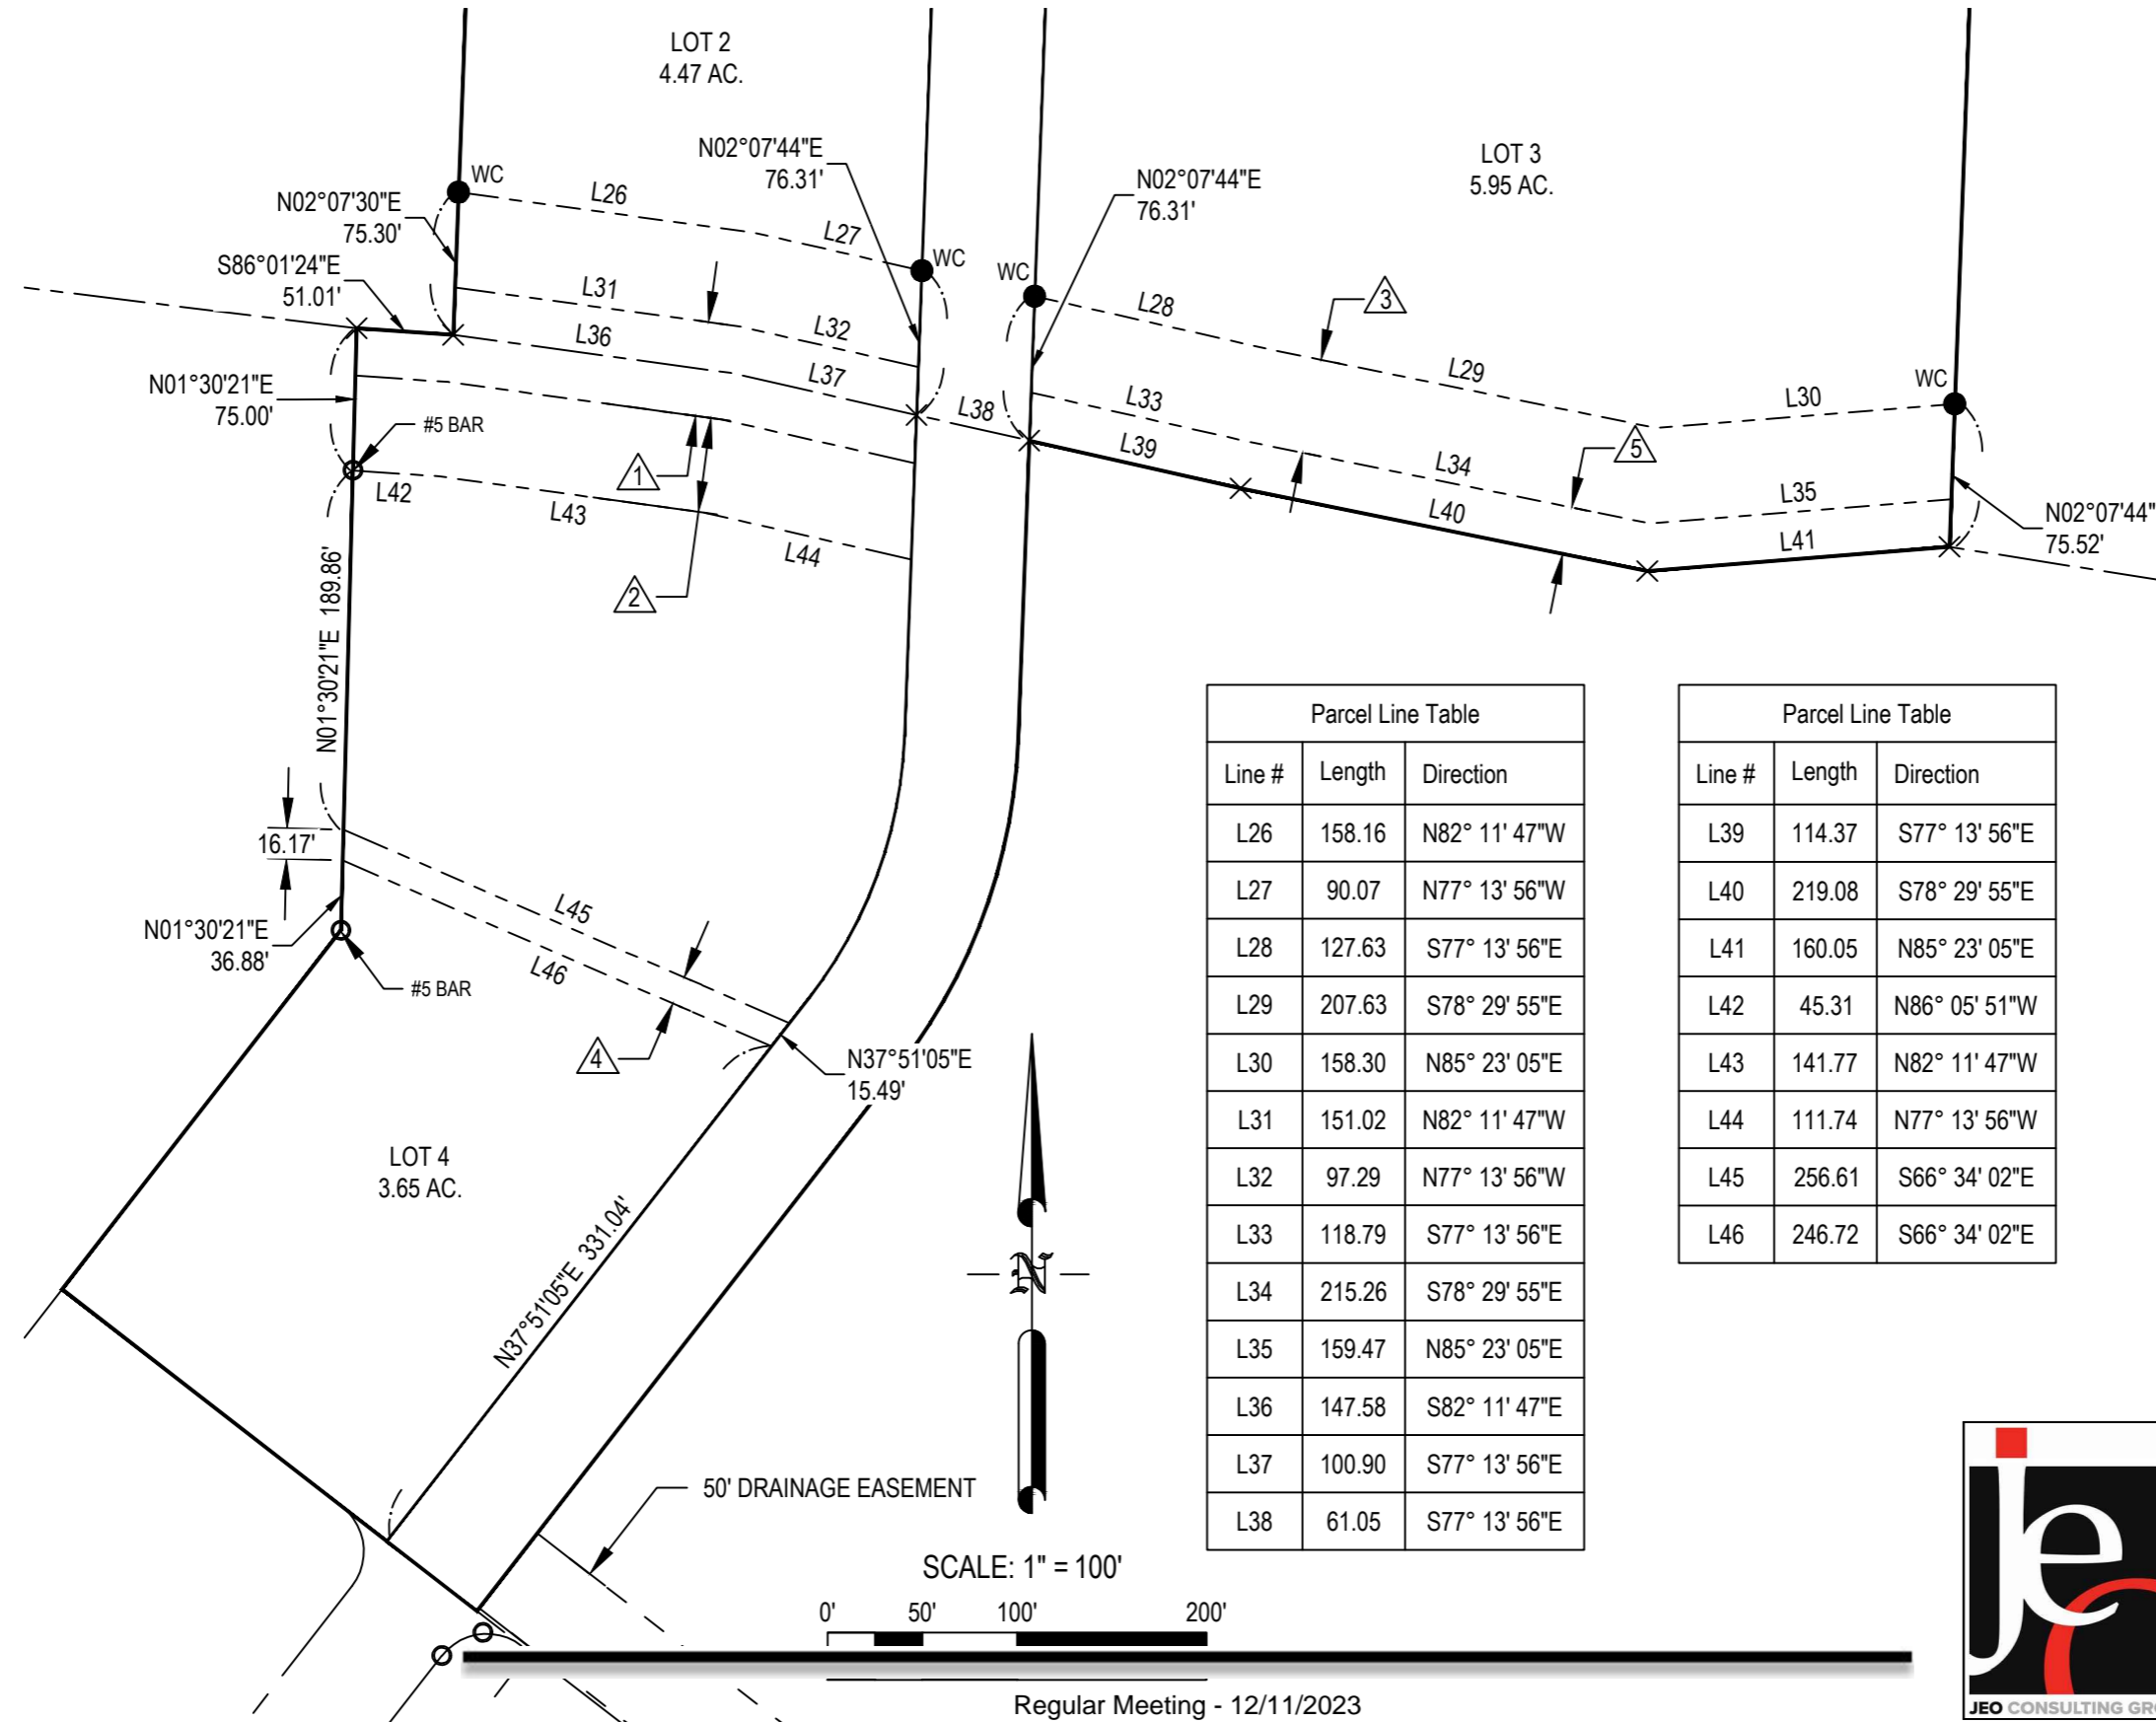 LOT 2
4.47 AC.
N02°07'44"E
76.31'
LOT 3
5.95 AC.
WC
L26
N02°07'30"E
75.30'
N02°07'44"E
76.31'
L27
WC
WC
S86°01'24"E
51.01'
L31
L28
3
L32
L36
L29
N01°30'21"E
75.00'
L37
WC
L30
L33
L38
#5 BAR
L39
5
L34
1
L42
L35
L43
L40
N02°07'44"
75.52'
L41
L44
2
N01°30'21"E 189.86'
16.17'
L45
N01°30'21"E
36.88'
L46
#5 BAR
4
N37°51'05"E
15.49'
LOT 4
3.65 AC.
N37°51'05"E 331.04'
Parcel Line Table
Line # Length Direction
L26 158.16 N82° 11' 47"W
L27 90.07 N77° 13' 56"W
L28 127.63 S77° 13' 56"E
L29 207.63 S78° 29' 55"E
L30 158.30 N85° 23' 05"E
L31 151.02 N82° 11' 47"W
L32 97.29 N77° 13' 56"W
L33 118.79 S77° 13' 56"E
L34 215.26 S78° 29' 55"E
L35 159.47 N85° 23' 05"E
L36 147.58 S82° 11' 47"E
L37 100.90 S77° 13' 56"E
L38 61.05 S77° 13' 56"E
Parcel Line Table
Line # Length Direction
L39 114.37 S77° 13' 56"E
L40 219.08 S78° 29' 55"E
L41 160.05 N85° 23' 05"E
L42 45.31 N86° 05' 51"W
L43 141.77 N82° 11' 47"W
L44 111.74 N77° 13' 56"W
L45 256.61 S66° 34' 02"E
L46 246.72 S66° 34' 02"E
N
50' DRAINAGE EASEMENT
SCALE: 1" = 100'
0' 50' 100' 200'
Regular Meeting - 12/11/2023
jeo
JEO CONSULTING GRO